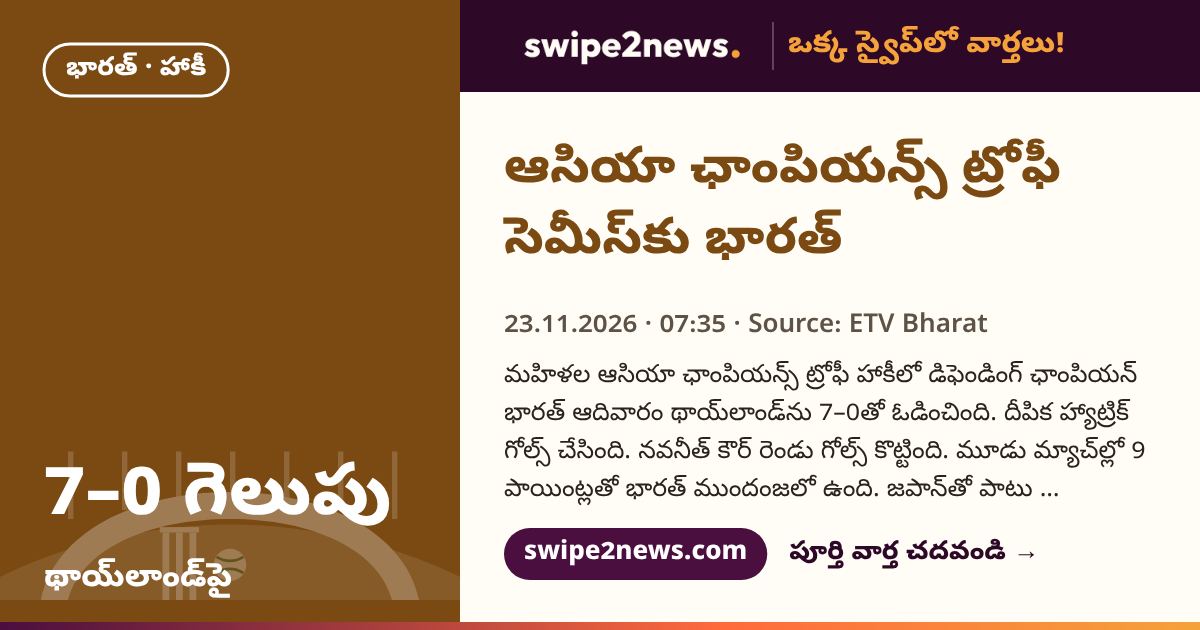 భారత్ · హాకీ
7–0 గెలుపు
థాయ్‌లాండ్‌పై
swipe2news.
ఒక్క స్వైప్‌లో వార్తలు!
ఆసియా ఛాంపియన్స్ ట్రోఫీ
సెమీస్‌కు భారత్
23.11.2026 · 07:35 · Source: ETV Bharat
మహిళల ఆసియా ఛాంపియన్స్ ట్రోఫీ హాకీలో డిఫెండింగ్ ఛాంపియన్
భారత్ ఆదివారం థాయ్‌లాండ్‌ను 7–0తో ఓడించింది. దీపిక హ్యాట్రిక్
గోల్స్ చేసింది. నవనీత్ కౌర్ రెండు గోల్స్ కొట్టింది. మూడు మ్యాచ్‌ల్లో 9
పాయింట్లతో భారత్ ముందంజలో ఉంది. జపాన్‌తో పాటు ...
swipe2news.com
పూర్తి వార్త చదవండి →